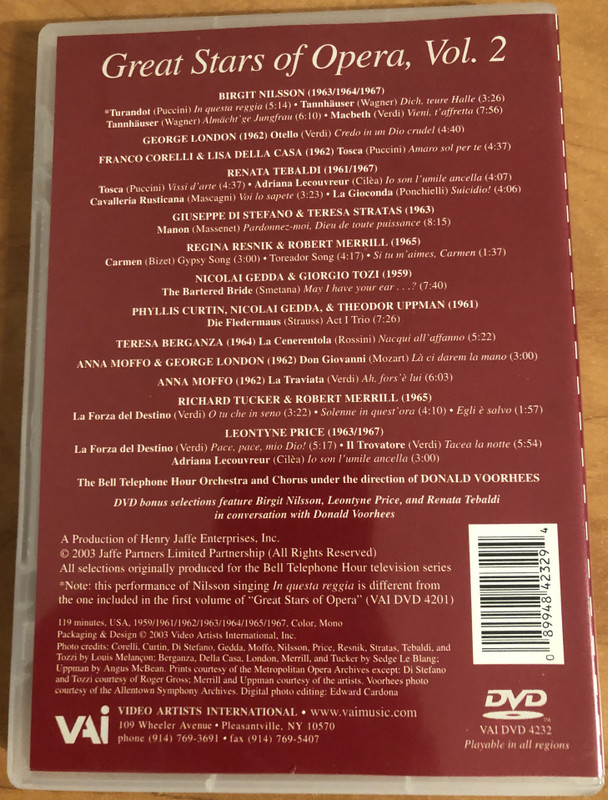 Great Stars of Opera, Vol. 2
BIRGIT NILSSON (1963/1964/1967)
*Turandot (Puccini) In questa reggia (5:14) • Tannhäuser (Wagner) Dich, teure Halle (3:26)
Tannhäuser (Wagner) Almächt'ge Jungfrau (6:10) • Macbeth (Verdi) Vieni, t'affretta (7:56)
GEORGE LONDON (1962) Otello (Verdi) Credo in un Dio crudel (4:40)
FRANCO CORELLI & LISA DELLA CASA (1962) Tosca (Puccini) Amaro sol per te (4:37)
RENATA TEBALDI (1961/1967)
Tosca (Puccini) Vissi d'arte (4:37) • Adriana Lecouvreur (Cilèa) Io son l'umile ancella (4:07)
Cavalleria Rusticana (Mascagni) Voi lo sapete (3:23) • La Gioconda (Ponchielli) Suicidio! (4:06)
GIUSEPPE DI STEFANO & TERESA STRATAS (1963)
Manon (Massenet) Pardonnez-moi, Dieu de toute puissance (8:15)
REGINA RESNIK & ROBERT MERRILL (1965)
Carmen (Bizet) Gypsy Song (3:00) • Toreador Song (4:17) • Si tu m'aimes, Carmen (1:37)
NICOLAI GEDDA & GIORGIO TOZI (1959)
The Bartered Bride (Smetana) May I have your ear . . .? (7:40)
PHYLLIS CURTIN, NICOLAI GEDDA, & THEODOR UPPMAN (1961)
Die Fledermaus (Strauss) Act I Trio (7:26)
TERESA BERGANZA (1964) La Cenerentola (Rossini) Nacqui all'affanno (5:22)
ANNA MOFFO & GEORGE LONDON (1962) Don Giovanni (Mozart) Là ci darem la mano (3:00)
ANNA MOFFO (1962) La Traviata (Verdi) Ah, fors'è lui (6:03)
RICHARD TUCKER & ROBERT MERRILL (1965)
La Forza del Destino (Verdi) O tu che in seno (3:22) • Solenne in quest'ora (4:10) • Egli è salvo (1:57)
LEONTYNE PRICE (1963/1967)
La Forza del Destino (Verdi) Pace, pace, mio Dio! (5:17) • Il Trovatore (Verdi) Tacea la notte (5:54)
Adriana Lecouvreur (Cilèa) Io son l'umile ancella (3:00)
The Bell Telephone Hour Orchestra and Chorus under the direction of DONALD VOORHEES
DVD bonus selections feature Birgit Nilsson, Leontyne Price, and Renata Tebaldi
in conversation with Donald Voorhees
A Production of Henry Jaffe Enterprises, Inc.
© 2003 Jaffe Partners Limited Partnership (All Rights Reserved)
All selections originally produced for the Bell Telephone Hour television series
*Note: this performance of Nilsson singing In questa reggia is different from
the one included in the first volume of "Great Stars of Opera" (VAI DVD 4201)
119 minutes, USA, 1959/1961/1962/1963/1964/1965/1967, Color, Mono
Packaging & Design © 2003 Video Artists International, Inc.
Photo credits: Corelli, Curtin, Di Stefano, Gedda, Moffo, Nilsson, Price, Resnik, Stratas, Tebaldi, and
Tozzi by Louis Melançon; Berganza, Della Casa, London, Merrill, and Tucker by Sedge Le Blang;
Uppman by Angus McBean. Prints courtesy of the Metropolitan Opera Archives except: Di Stefano
and Tozzi courtesy of Roger Gross; Merrill and Uppman courtesy of the artists. Voorhees photo
courtesy of the Allentown Symphony Archives. Digital photo editing: Edward Cardona
0 89948 42329 4
VAI
VIDEO ARTISTS INTERNATIONAL • www.vaimusic.com
109 Wheeler Avenue • Pleasantville, NY 10570
phone (914) 769-3691 • fax (914) 769-5407
DVD
VAI DVD 4232
Playable in all regions